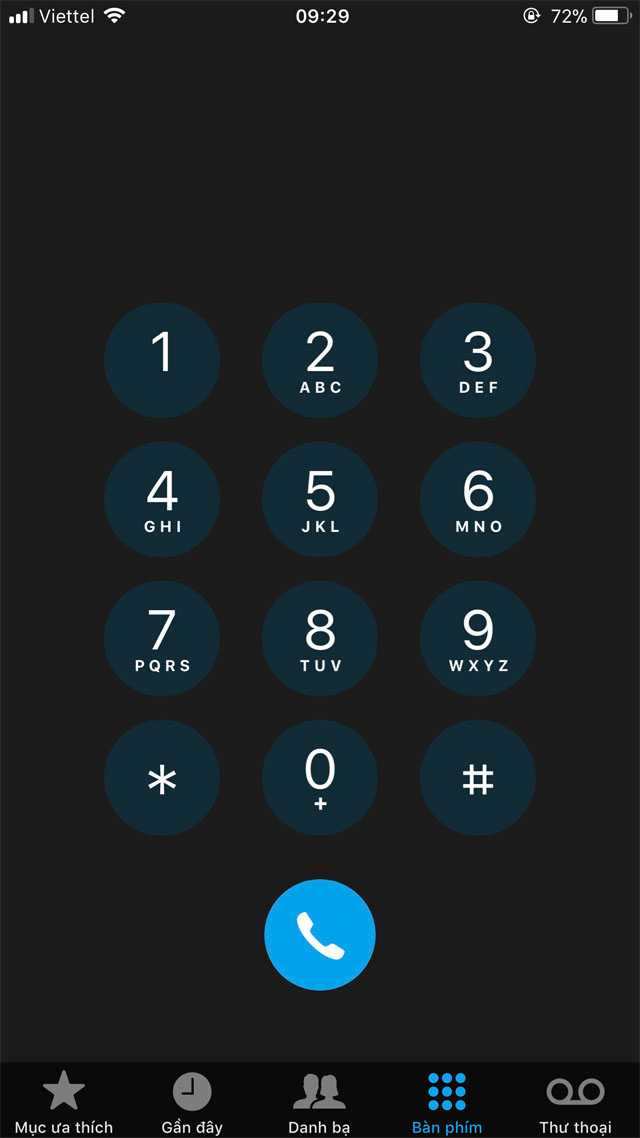 Viettel 09:29 72%
1 2 3
ABC DEF
4 5 6
GHI JKL MNO
7 8 9
PQRS TUV WXYZ
* 0 #
+
Mục ưa thích Gần đây Danh bạ Bàn phím Thư thoại